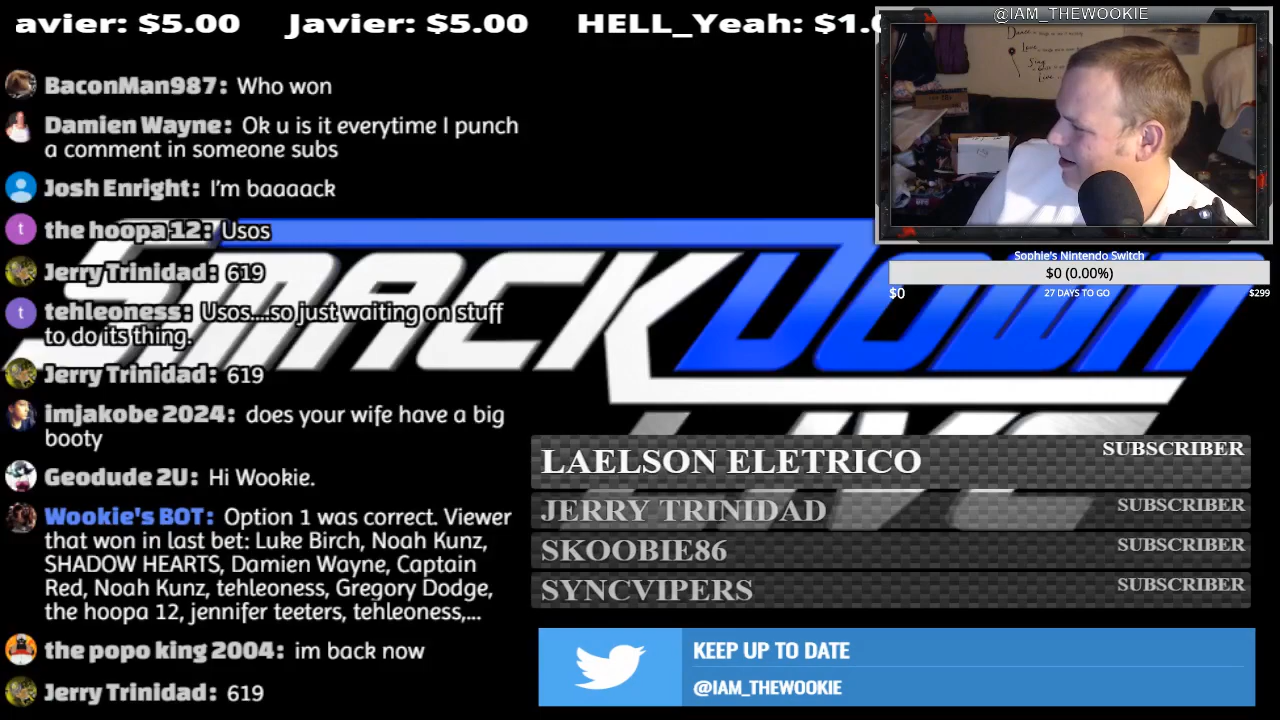 avier: $5.00 Javier: $5.00 HELL_Yeah: $1.0
@IAM_THEWOOKIE
BaconMan987: Who won
Damien Wayne: Ok u is it everytime I punch
a comment in someone subs
Josh Enright: I'm baaaack
t the hoopa 12: Usos
Jerry Trinidad: 619
t tehleoness: Usos....so just waiting on stuff
to do its thing.
Jerry Trinidad: 619
imjakobe 2024: does your wife have a big
booty
Geodude 2U: Hi Wookie.
Wookie's BOT: Option 1 was correct. Viewer
that won in last bet: Luke Birch, Noah Kunz,
SHADOW HEARTS, Damien Wayne, Captain
Red, Noah Kunz, tehleoness, Gregory Dodge,
the hoopa 12, jennifer teeters, tehleoness,...
the popo king 2004: im back now
Jerry Trinidad: 619
Sophie's Nintendo Switch
$0 (0.00%)
$0 27 DAYS TO GO $299
SMACKDOWN
LIVE
LAELSON ELETRICO SUBSCRIBER
JERRY TRINIDAD SUBSCRIBER
SKOOBIE86 SUBSCRIBER
SYNCVIPERS SUBSCRIBER
KEEP UP TO DATE
@IAM_THEWOOKIE